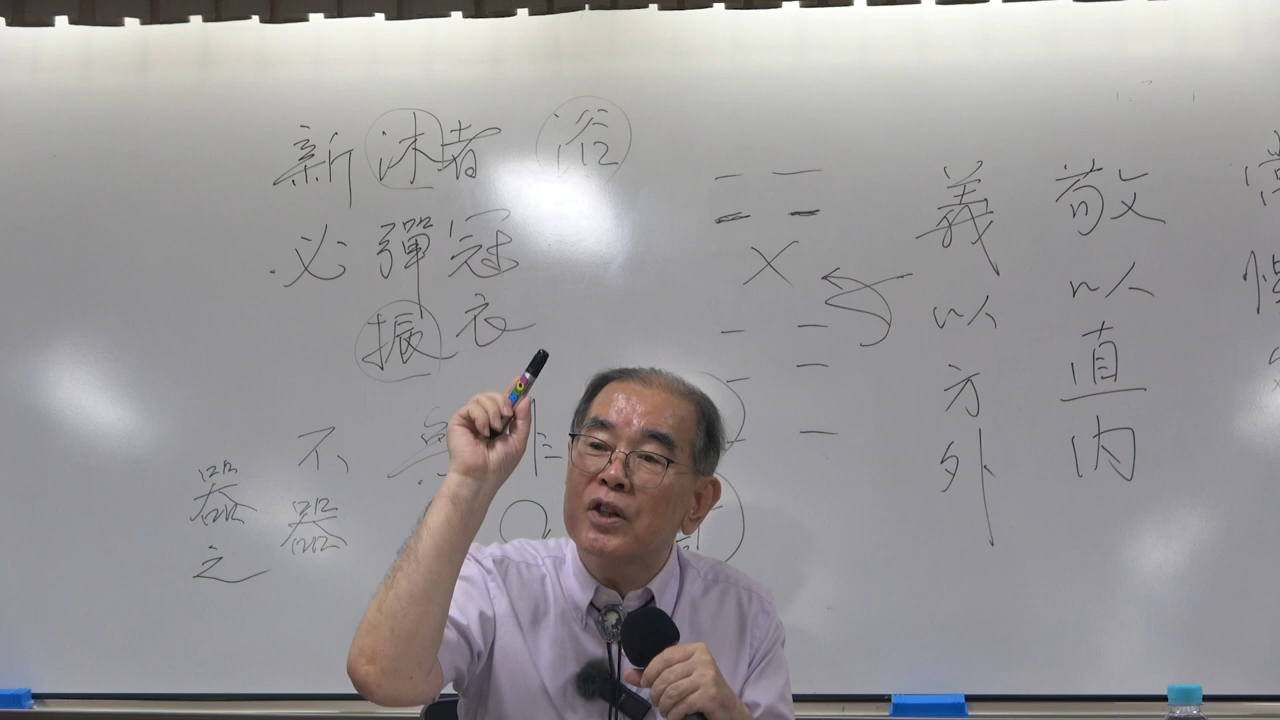 敬以直內
義以方外
新沐者 浴
必彈冠
振衣
不器
器之